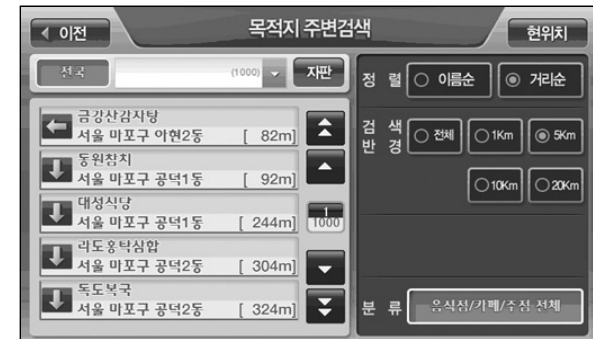 이전
목적지 주변검색
현위치
전국
(1000)
자판
금강산감자탕
서울 마포구 아현2동 [ 82m]
동원참치
서울 마포구 공덕1동 [ 92m]
대성식당
서울 마포구 공덕1동 [ 244m]
라도홍탁삼합
서울 마포구 공덕2동 [ 304m]
독도복국
서울 마포구 공덕2동 [ 324m]
1
1000
정 렬 이름순 거리순
검 색
반 경
전체 1Km 5Km
10Km 20Km
분 류 음식점/카페/주점 전체